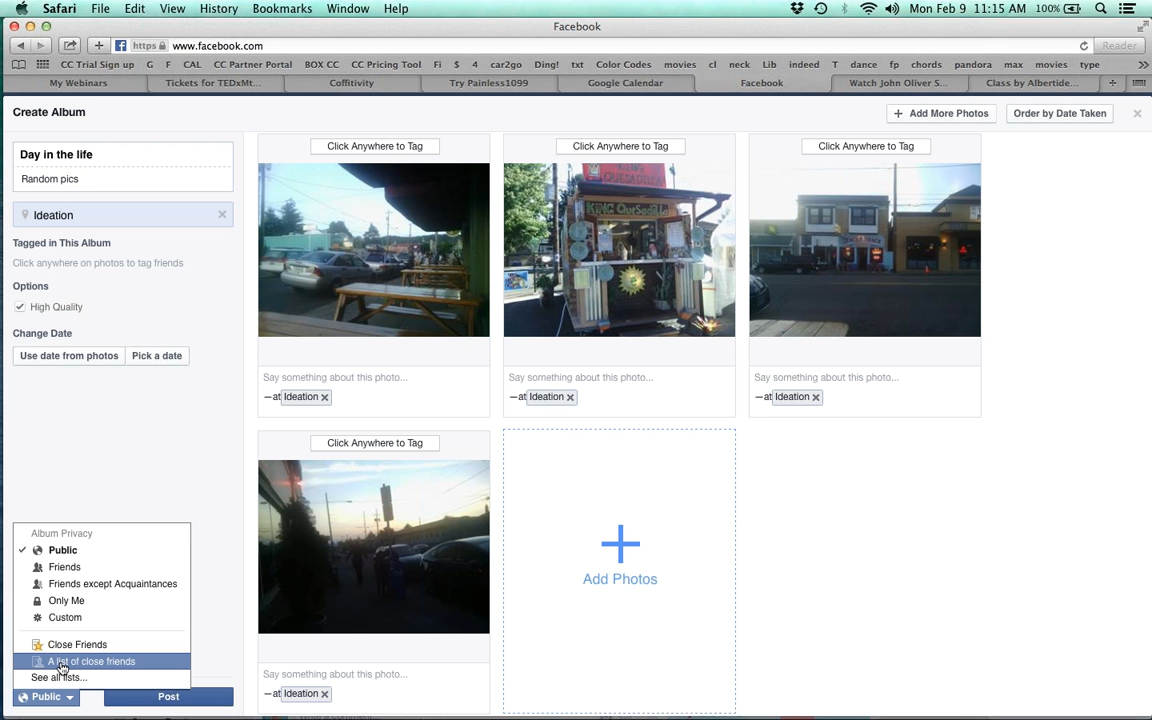 Safari File Edit View History Bookmarks Window Help Mon Feb 9 11:15 AM 100%
Facebook
https www.facebook.com Reader
CC Trial Sign up G F CAL CC Partner Portal BOX CC CC Pricing Tool Fi $ 4 car2go Ding! txt Color Codes movies cl neck Lib indeed T dance fp chords pandora max movies type
My Webinars Tickets for TEDxMt... Coffitivity Try Painless1099 Google Calendar Facebook Watch John Oliver S... Class by Albertide...
Create Album + Add More Photos Order by Date Taken
Day in the life
Random pics
Ideation
Tagged in This Album
Click anywhere on photos to tag friends
Options
High Quality
Change Date
Use date from photos Pick a date
Click Anywhere to Tag Click Anywhere to Tag Click Anywhere to Tag
KING QUESADILLA
KING QUESADILLA
Say something about this photo... Say something about this photo... Say something about this photo...
—at Ideation —at Ideation —at Ideation
Click Anywhere to Tag
Add Photos
Say something about this photo...
—at Ideation
Album Privacy
Public
Friends
Friends except Acquaintances
Only Me
Custom
Close Friends
A list of close friends
See all lists...
Public Post